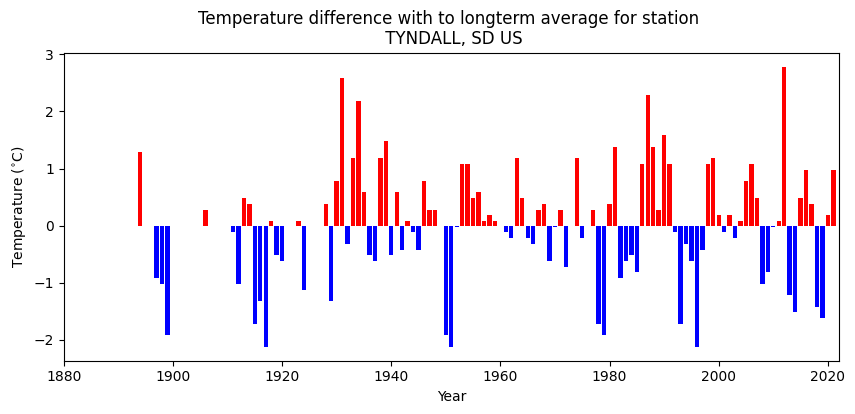 Temperature difference with to longterm average for station
TYNDALL, SD US
3
2
1
0
−1
−2
Temperature (°C)
1880 1900 1920 1940 1960 1980 2000 2020
Year